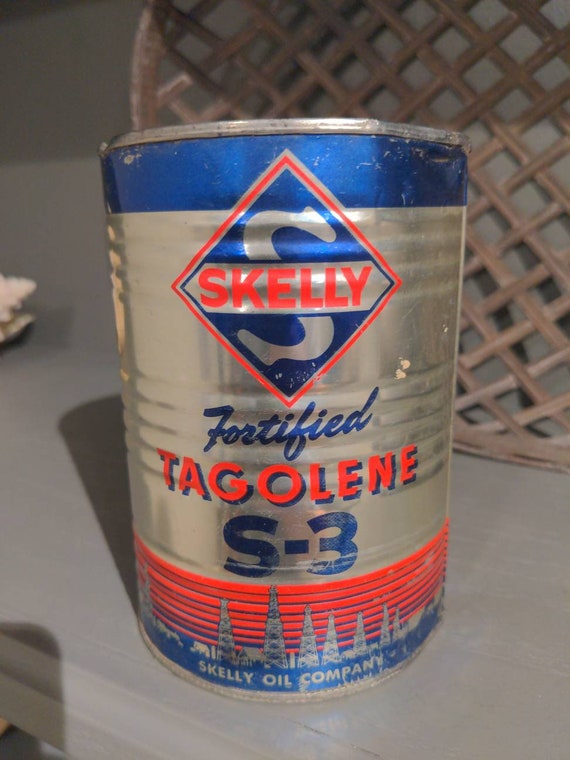 SKELLY
Fortified
TAGOLENE
S-3
SKELLY OIL COMPANY